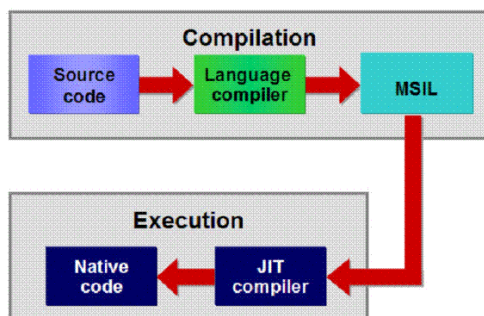 Compilation
Source
code
Language
compiler
MSIL
Execution
Native
code
JIT
compiler